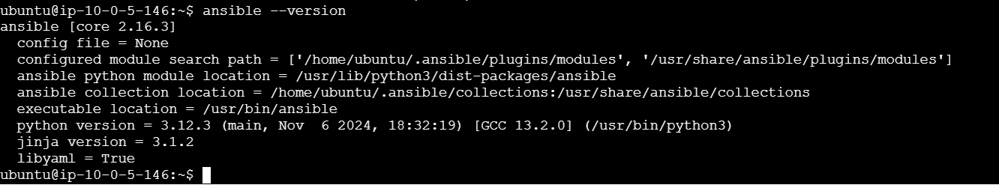 ubuntu@ip-10-0-5-146:~$ ansible --version
ansible [core 2.16.3]
  config file = None
  configured module search path = ['/home/ubuntu/.ansible/plugins/modules', '/usr/share/ansible/plugins/modules']
  ansible python module location = /usr/lib/python3/dist-packages/ansible
  ansible collection location = /home/ubuntu/.ansible/collections:/usr/share/ansible/collections
  executable location = /usr/bin/ansible
  python version = 3.12.3 (main, Nov  6 2024, 18:32:19) [GCC 13.2.0] (/usr/bin/python3)
  jinja version = 3.1.2
  libyaml = True
ubuntu@ip-10-0-5-146:~$